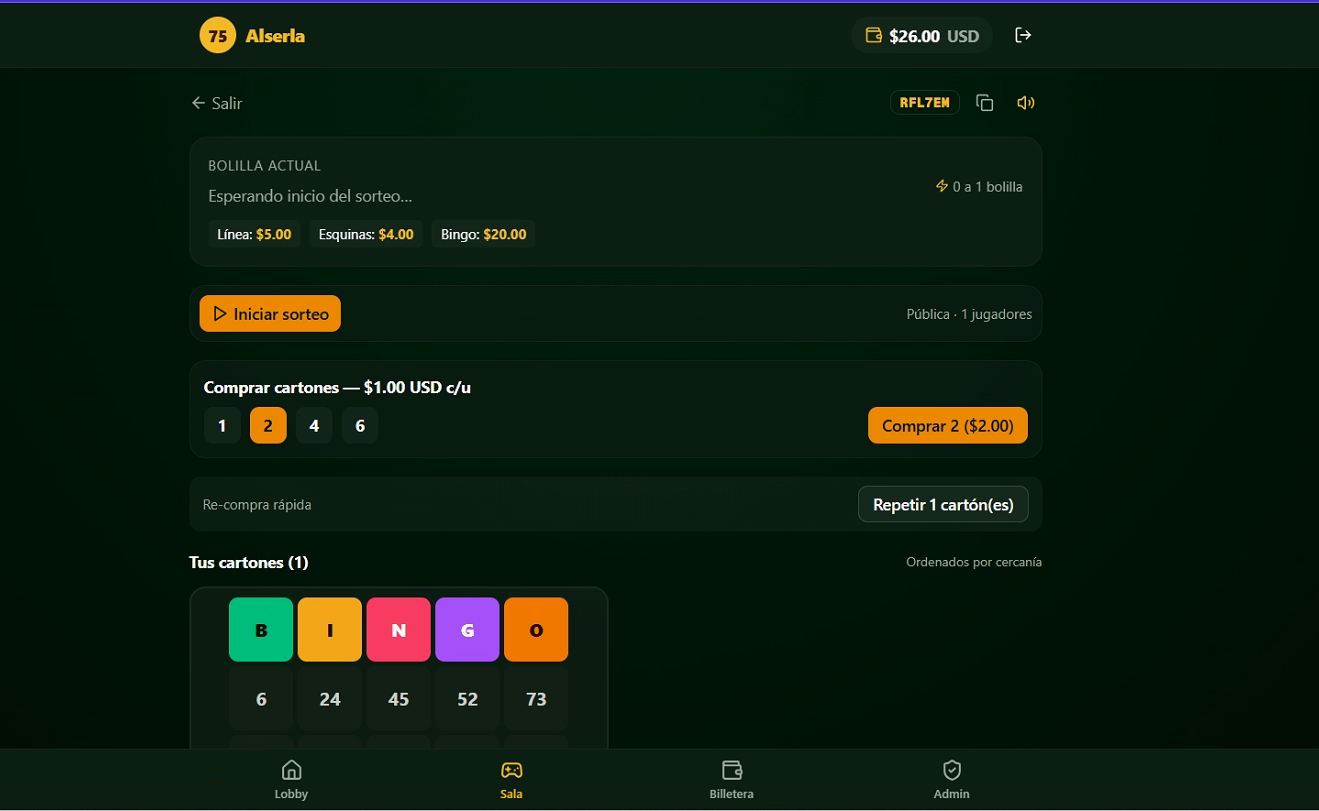 75 Alserla
$26.00 USD
Salir
RFL7EM
BOLILLA ACTUAL
Esperando inicio del sorteo...
0 a 1 bolilla
Línea: $5.00 Esquinas: $4.00 Bingo: $20.00
Iniciar sorteo
Pública · 1 jugadores
Comprar cartones — $1.00 USD c/u
1 2 4 6
Comprar 2 ($2.00)
Re-compra rápida
Repetir 1 cartón(es)
Tus cartones (1)
Ordenados por cercanía
B I N G O
6 24 45 52 73
Lobby Sala Billetera Admin